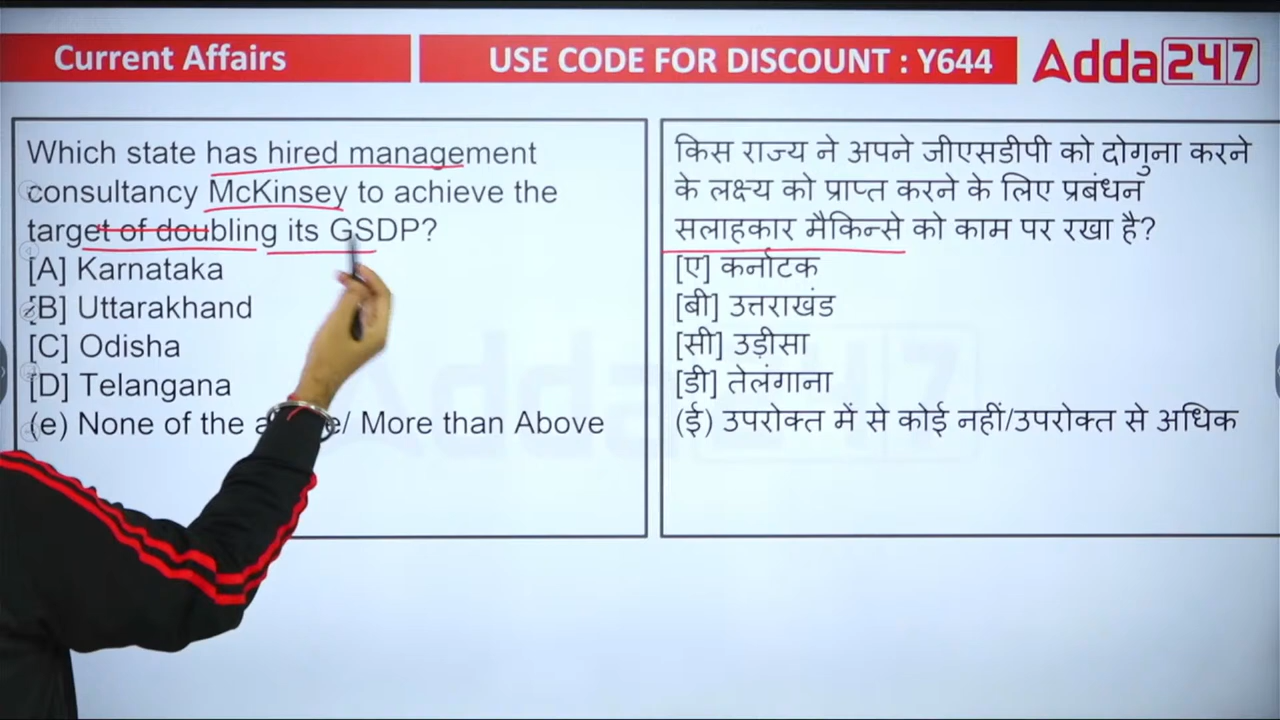 Current Affairs
USE CODE FOR DISCOUNT : Y644
Adda247
Which state has hired management
consultancy McKinsey to achieve the
target of doubling its GSDP?
[A] Karnataka
[B] Uttarakhand
[C] Odisha
[D] Telangana
(e) None of the / More than Above
किस राज्य ने अपने जीएसडीपी को दोगुना करने
के लक्ष्य को प्राप्त करने के लिए प्रबंधन
सलाहकार मैकिन्से को काम पर रखा है?
[ए] कर्नाटक
[बी] उत्तराखंड
[सी] उड़ीसा
[डी] तेलंगाना
(ई) उपरोक्त में से कोई नहीं/उपरोक्त से अधिक